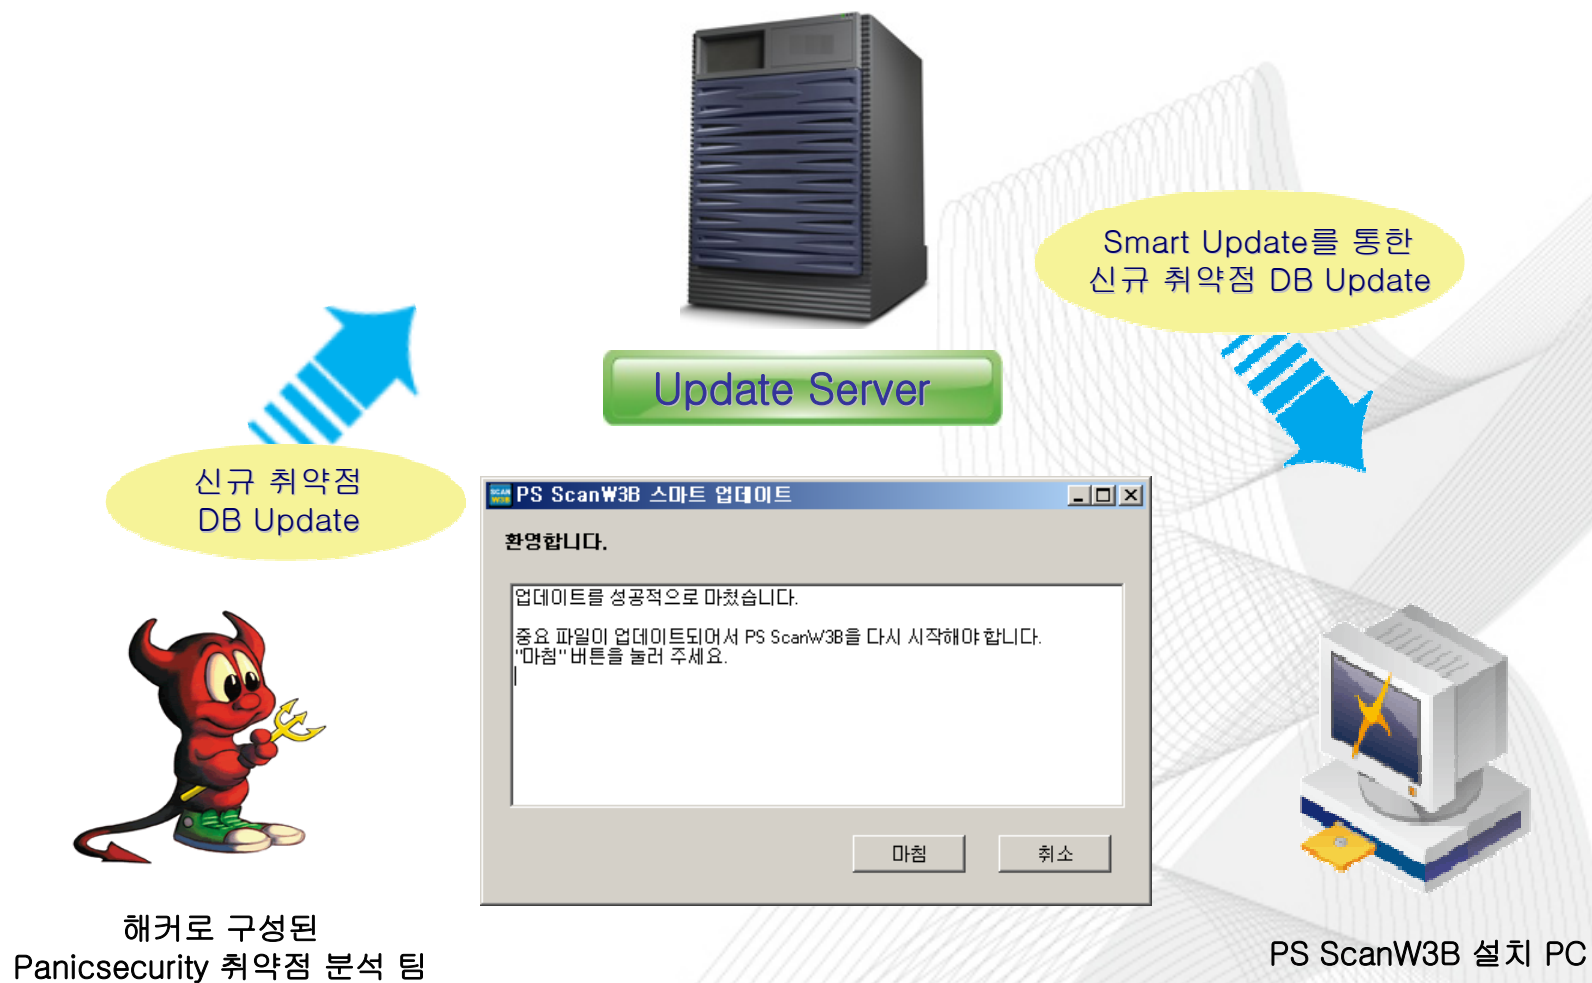 Smart Update를 통한
신규 취약점 DB Update
Update Server
신규 취약점
DB Update
SCAN
W3B
PS ScanW3B 스마트 업데이트
환영합니다.
업데이트를 성공적으로 마쳤습니다.
중요 파일이 업데이트되어서 PS ScanW3B을 다시 시작해야 합니다.
"마침" 버튼을 눌러 주세요.
마침
취소
해커로 구성된
Panicsecurity 취약점 분석 팀
PS ScanW3B 설치 PC